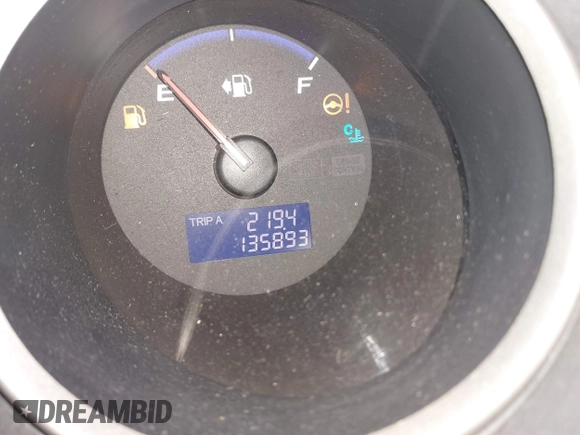 E F
C
TRIP A 219.4
135893
DREAMBID